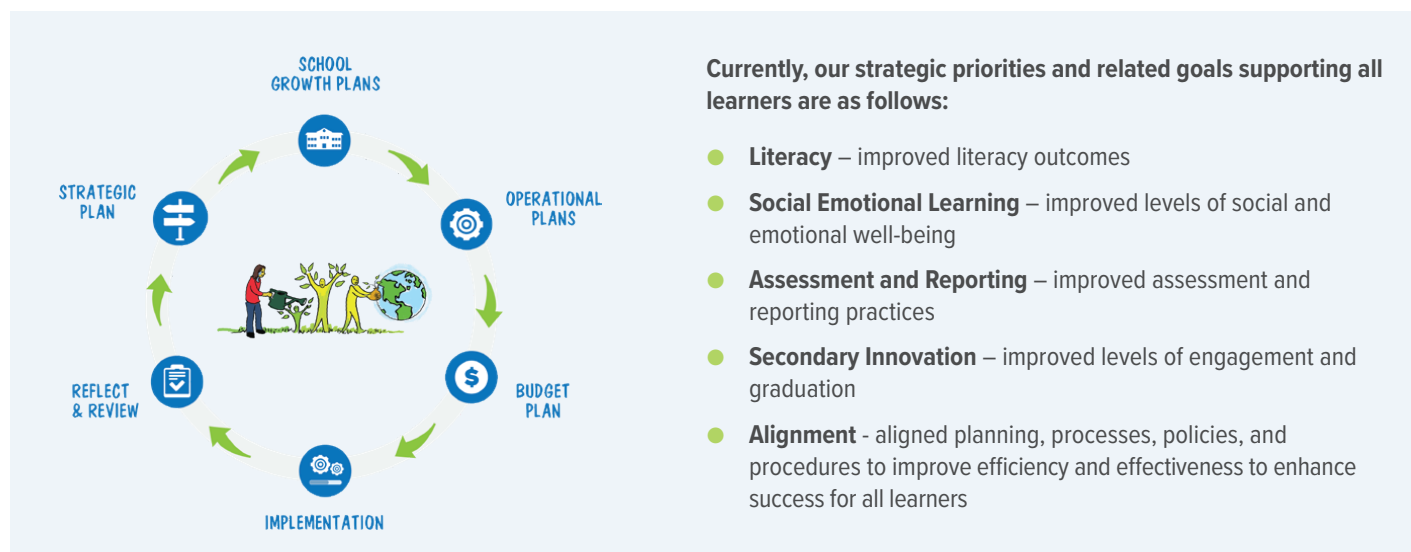 SCHOOL
GROWTH PLANS
OPERATIONAL
PLANS
BUDGET
PLAN
IMPLEMENTATION
REFLECT
& REVIEW
STRATEGIC
PLAN
$
Currently, our strategic priorities and related goals supporting all
learners are as follows:
Literacy – improved literacy outcomes
Social Emotional Learning – improved levels of social and
emotional well-being
Assessment and Reporting – improved assessment and
reporting practices
Secondary Innovation – improved levels of engagement and
graduation
Alignment - aligned planning, processes, policies, and
procedures to improve efficiency and effectiveness to enhance
success for all learners